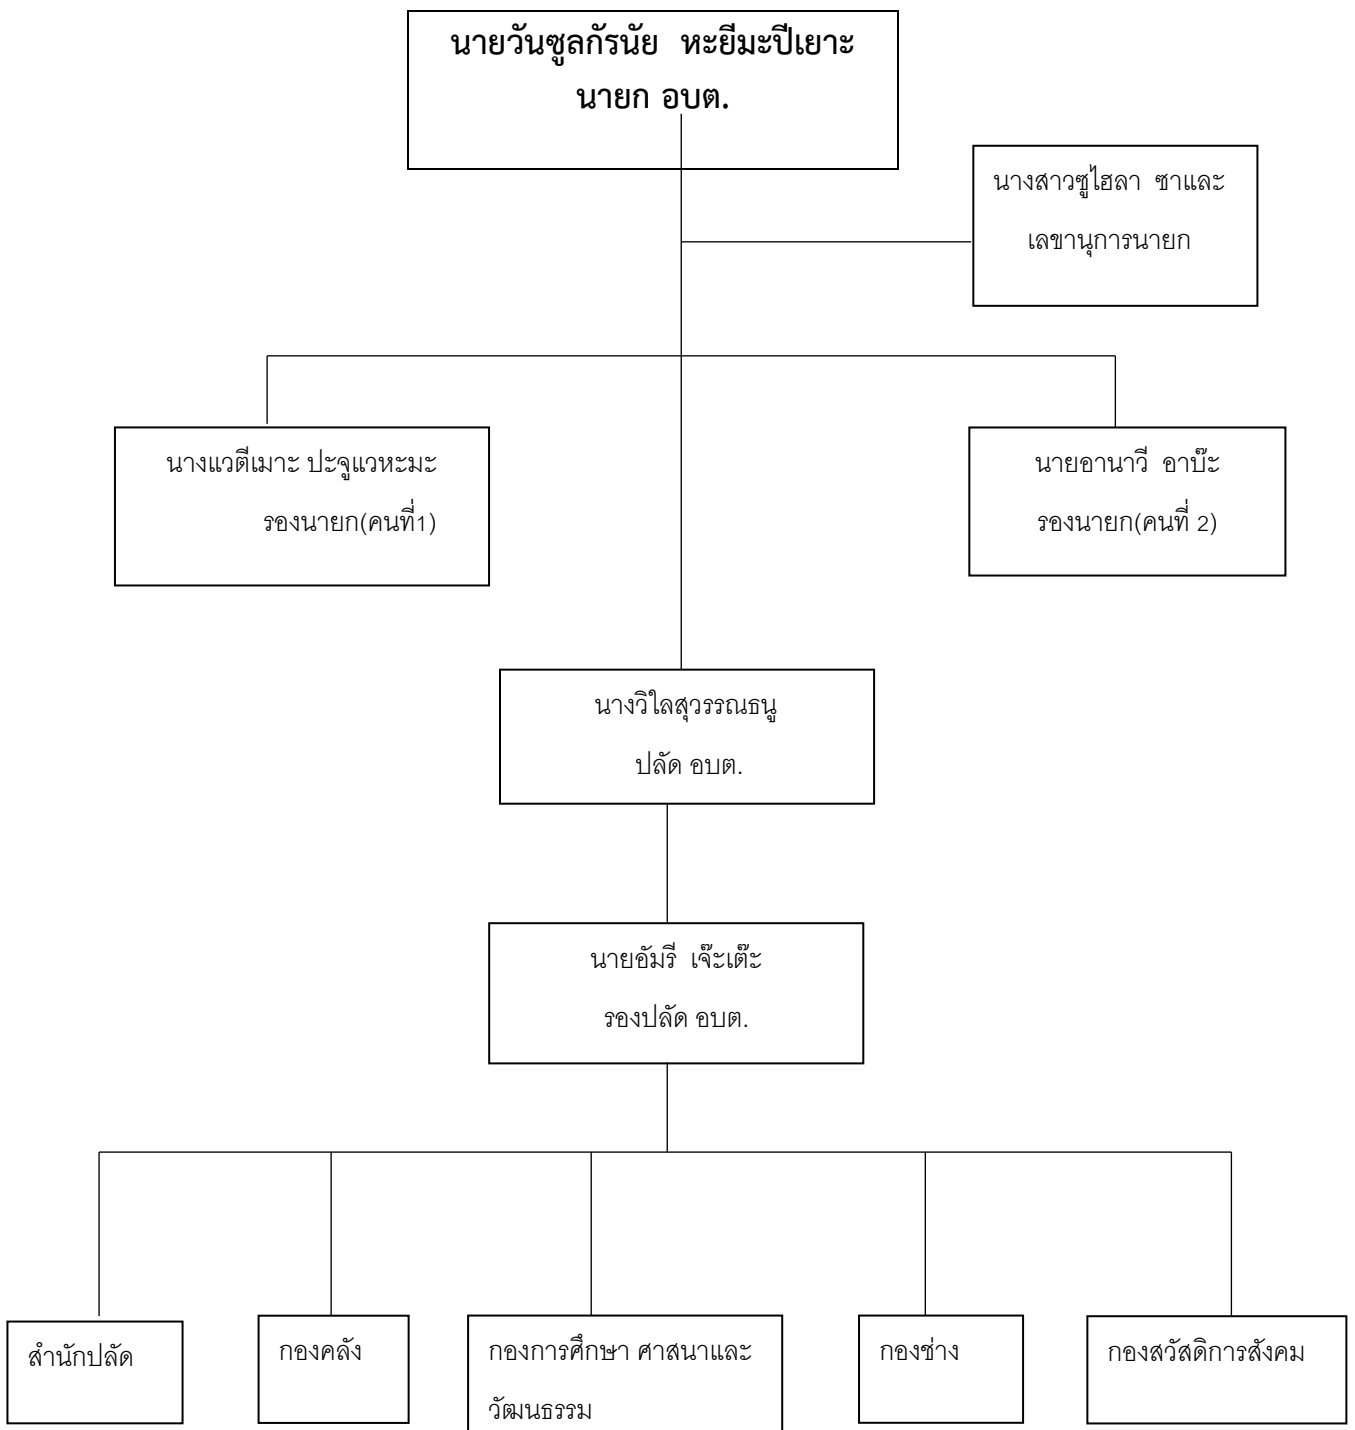 นายวันซูลกัรนัย  หะยีมะปีเยาะ
นายก อบต.
นางสาวซูไฮลา  ซาและ
เลขานุการนายก
นางแวตีเมาะ ปะจูแวหะมะ
รองนายก(คนที่1)
นายอานาวี  อาบ๊ะ
รองนายก(คนที่ 2)
นางวิไลสุวรรณธนู
ปลัด อบต.
นายอัมรี  เจ๊ะเต๊ะ
รองปลัด อบต.
สำนักปลัด
กองคลัง
กองการศึกษา ศาสนาและ
วัฒนธรรม
กองช่าง
กองสวัสดิการสังคม